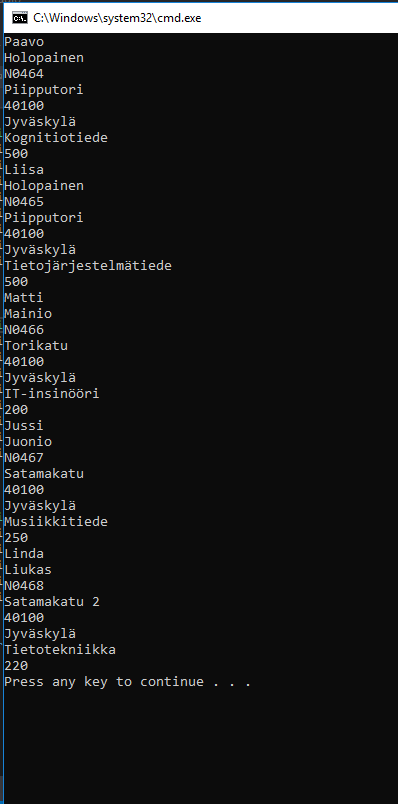 C:\Windows\system32\cmd.exe
Paavo
Holopainen
N0464
Piipputori
40100
Jyväskylä
Kognitiotiede
500
Liisa
Holopainen
N0465
Piipputori
40100
Jyväskylä
Tietojärjestelmätiede
500
Matti
Mainio
N0466
Torikatu
40100
Jyväskylä
IT-insinööri
200
Jussi
Juonio
N0467
Satamakatu
40100
Jyväskylä
Musiikkitiede
250
Linda
Liukas
N0468
Satamakatu 2
40100
Jyväskylä
Tietotekniikka
220
Press any key to continue . . .